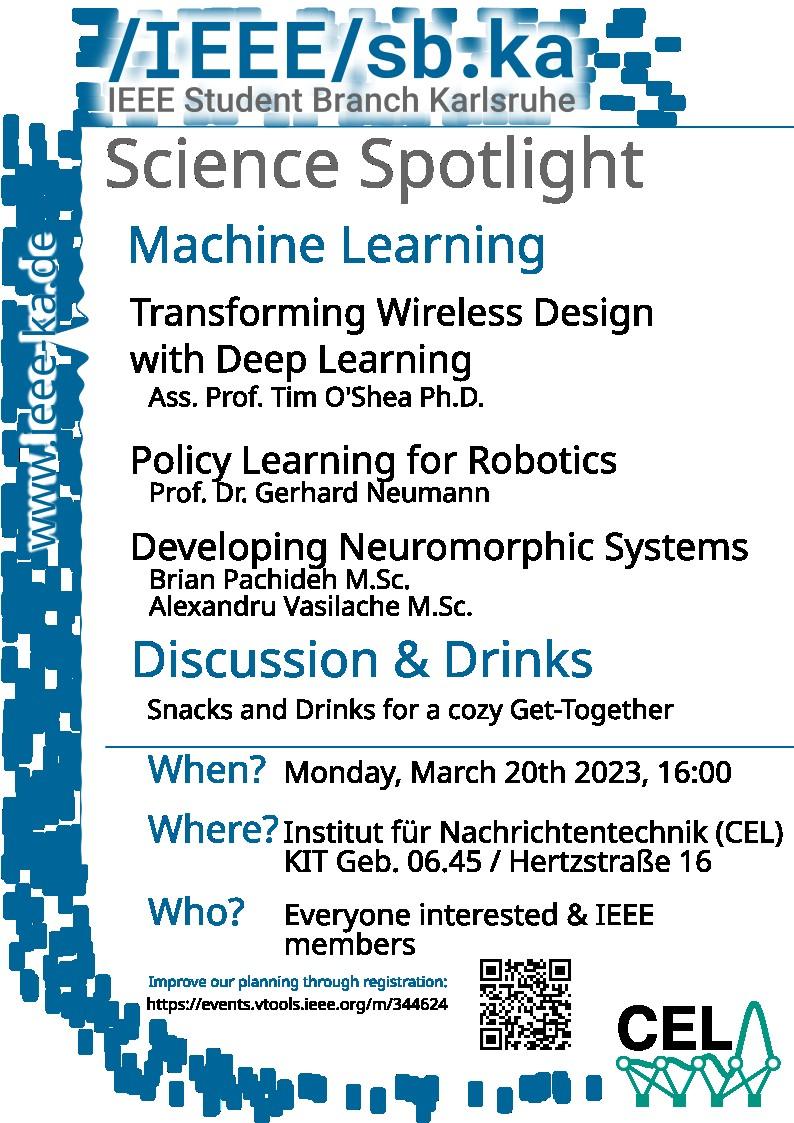 /IEEE/sb:ka
IEEE Student Branch Karlsruhe
Science Spotlight
www.ieee-ka.de
Machine Learning
Transforming Wireless Design
with Deep Learning
Ass. Prof. Tim O'Shea Ph.D.
Policy Learning for Robotics
Prof. Dr. Gerhard Neumann
Developing Neuromorphic Systems
Brian Pachideh M.Sc.
Alexandru Vasilache M.Sc.
Discussion & Drinks
Snacks and Drinks for a cozy Get-Together
When? Monday, March 20th 2023, 16:00
Where? Institut für Nachrichtentechnik (CEL)
KIT Geb. 06.45 / Hertzstraße 16
Who? Everyone interested & IEEE
members
Improve our planning through registration:
https://events.vtools.ieee.org/m/344624
CEL